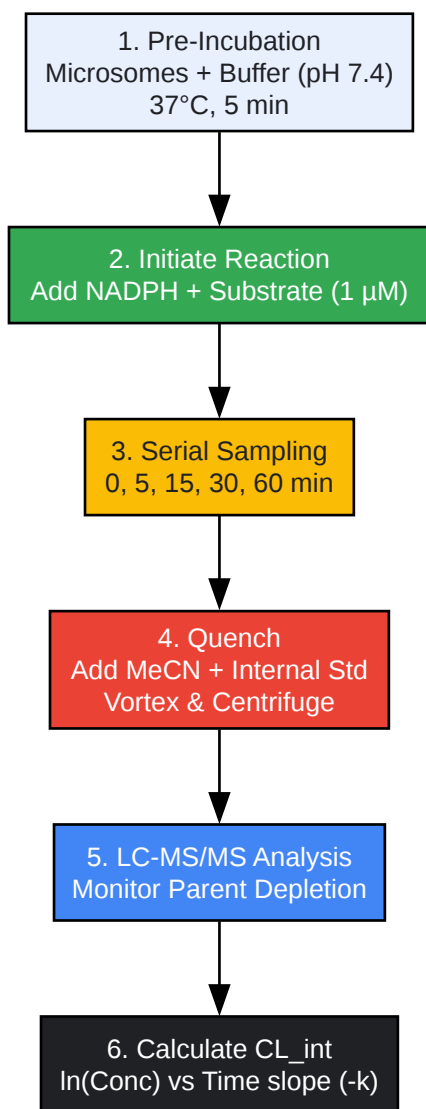 1. Pre-Incubation
Microsomes + Buffer (pH 7.4)
37°C, 5 min
2. Initiate Reaction
Add NADPH + Substrate (1 µM)
3. Serial Sampling
0, 5, 15, 30, 60 min
4. Quench
Add MeCN + Internal Std
Vortex & Centrifuge
5. LC-MS/MS Analysis
Monitor Parent Depletion
6. Calculate CL_int
ln(Conc) vs Time slope (-k)